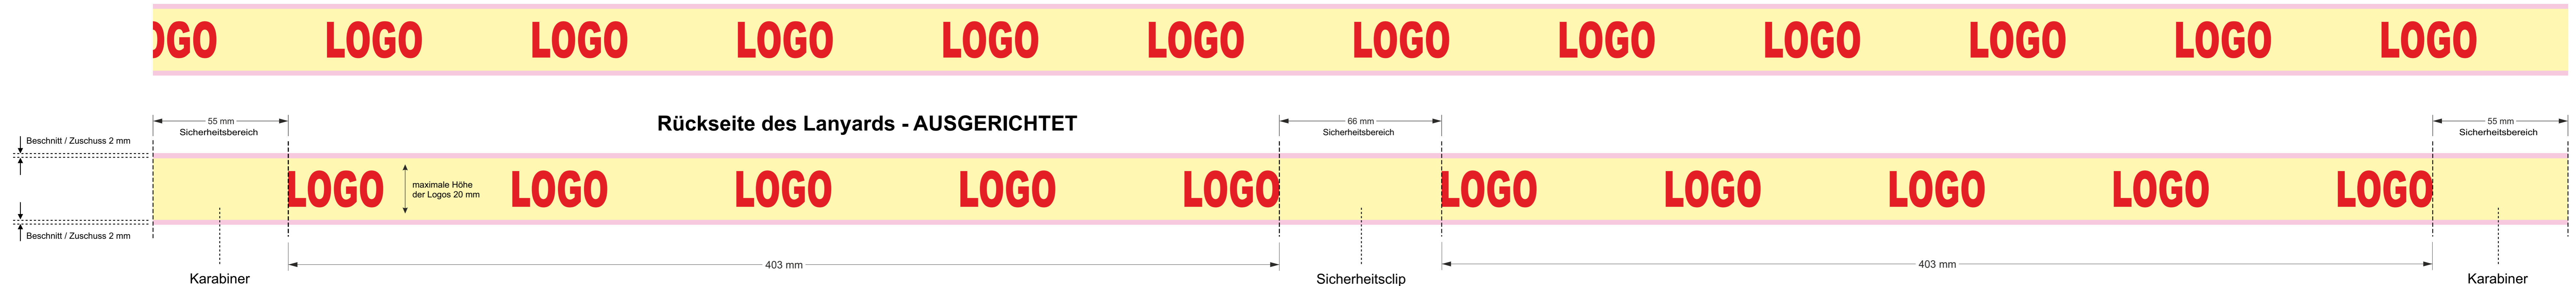 OGO LOGO LOGO LOGO LOGO LOGO LOGO LOGO LOGO LOGO LOGO LOGO
Rückseite des Lanyards - AUSGERICHTET
55 mm
Sicherheitsbereich
66 mm
Sicherheitsbereich
55 mm
Sicherheitsbereich
Beschnitt / Zuschuss 2 mm
LOGO LOGO LOGO LOGO LOGO LOGO LOGO LOGO LOGO LOGO
maximale Höhe
der Logos 20 mm
Beschnitt / Zuschuss 2 mm
403 mm
403 mm
Karabiner
Sicherheitsclip
Karabiner